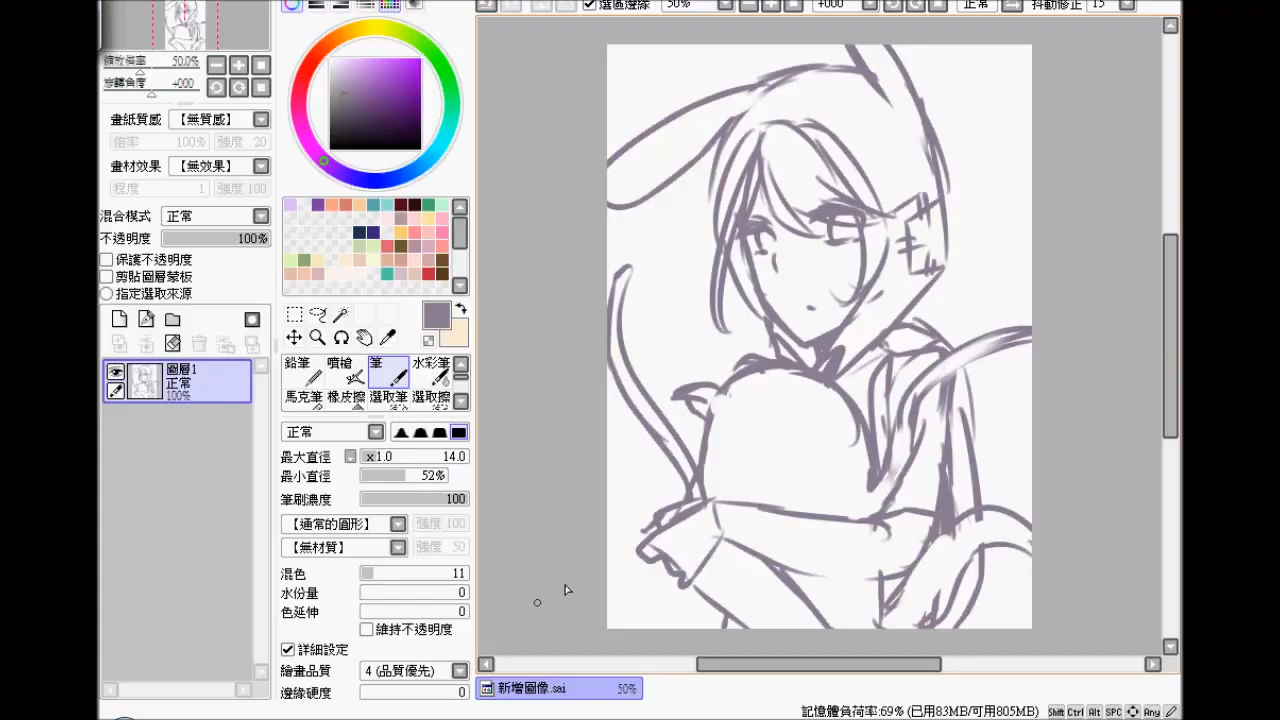 選區邊緣 50% +000 正常 抖動修正 15
縮放倍率 50.0%
旋轉角度 +000
畫紙質感 【無質感】
倍率 100% 強度 20
畫材效果 【無效果】
程度 1 強度 100
混合模式 正常
不透明度 100%
保護不透明度
剪貼圖層蒙板
指定選取來源
圖層1
正常
100%
鉛筆 噴槍 筆 水彩筆
馬克筆 橡皮擦 選取筆 選取擦
正常
最大直徑 x1.0 14.0
最小直徑 52%
筆刷濃度 100
【通常的圓形】 強度 100
【無材質】 強度 50
混色 11
水份量 0
色延伸 0
維持不透明度
詳細設定
繪畫品質 4 (品質優先)
邊緣硬度 0
新增圖像.sai 50%
記憶體負荷率:69% (已用83MB/可用805MB) Shift Ctrl Alt SPC Any